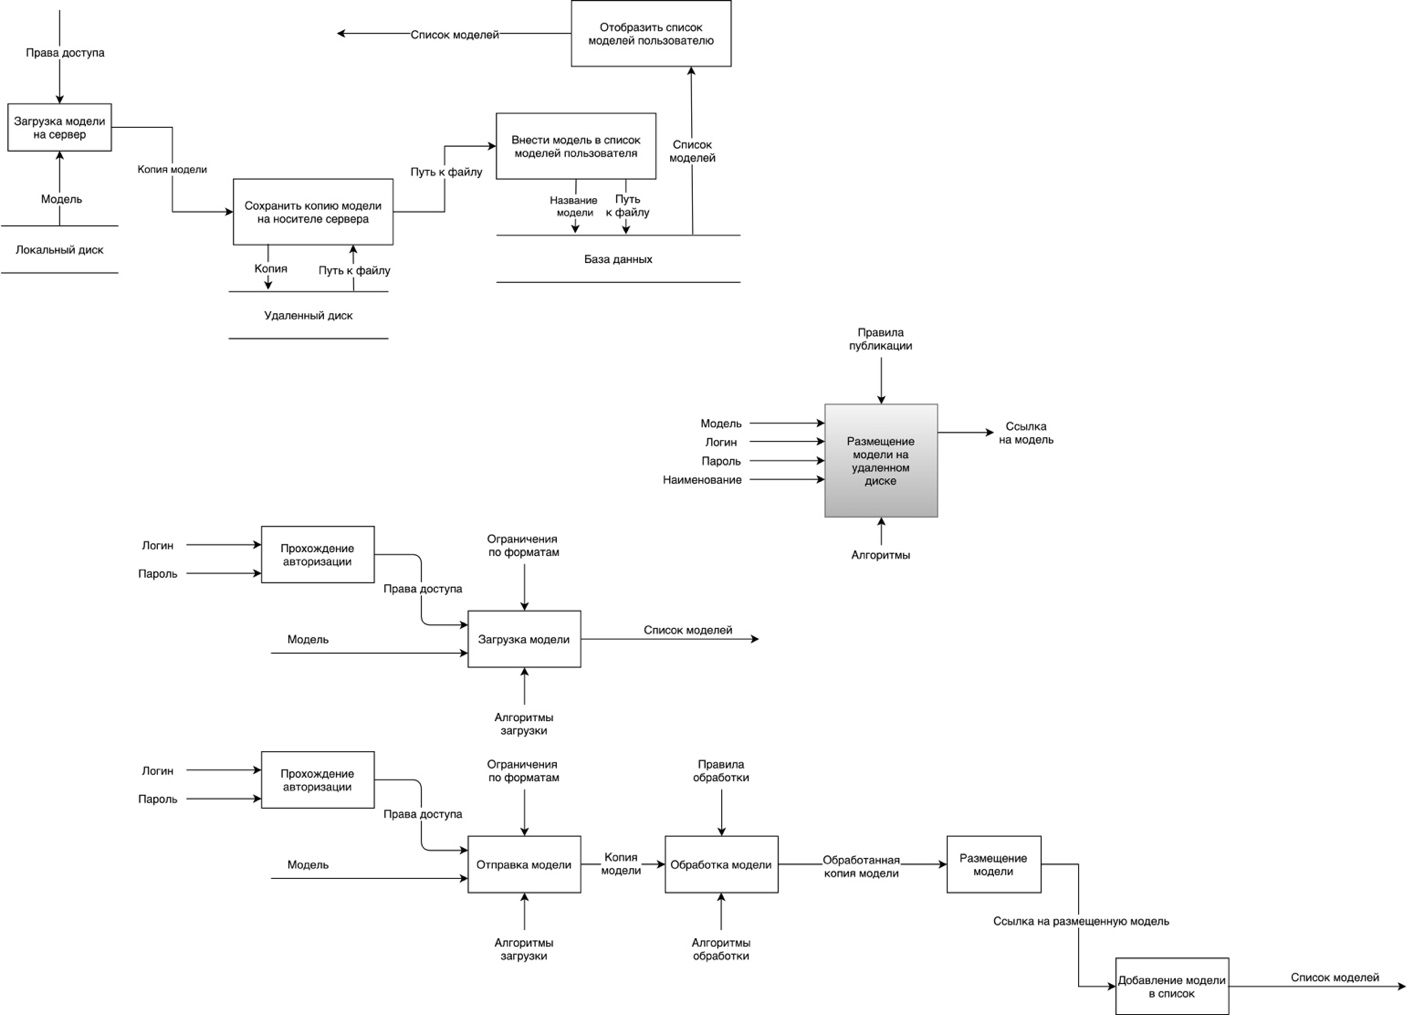 Права доступа
Загрузка модели
на сервер
Модель
Локальный диск
Копия модели
Сохранить копию модели
на носителе сервера
Копия
Путь к файлу
Удаленный диск
Путь к файлу
Внести модель в список
моделей пользователя
Название
модели
Путь
к файлу
База данных
Список
моделей
Отобразить список
моделей пользователю
Список моделей
Правила
публикации
Модель
Логин
Пароль
Наименование
Размещение
модели на
удаленном
диске
Ссылка
на модель
Алгоритмы
Логин
Пароль
Прохождение
авторизации
Права доступа
Модель
Ограничения
по форматам
Загрузка модели
Алгоритмы
загрузки
Список моделей
Логин
Пароль
Прохождение
авторизации
Права доступа
Модель
Ограничения
по форматам
Отправка модели
Алгоритмы
загрузки
Копия
модели
Правила
обработки
Обработка модели
Алгоритмы
обработки
Обработанная
копия модели
Размещение
модели
Ссылка на размещенную модель
Добавление модели
в список
Список моделей